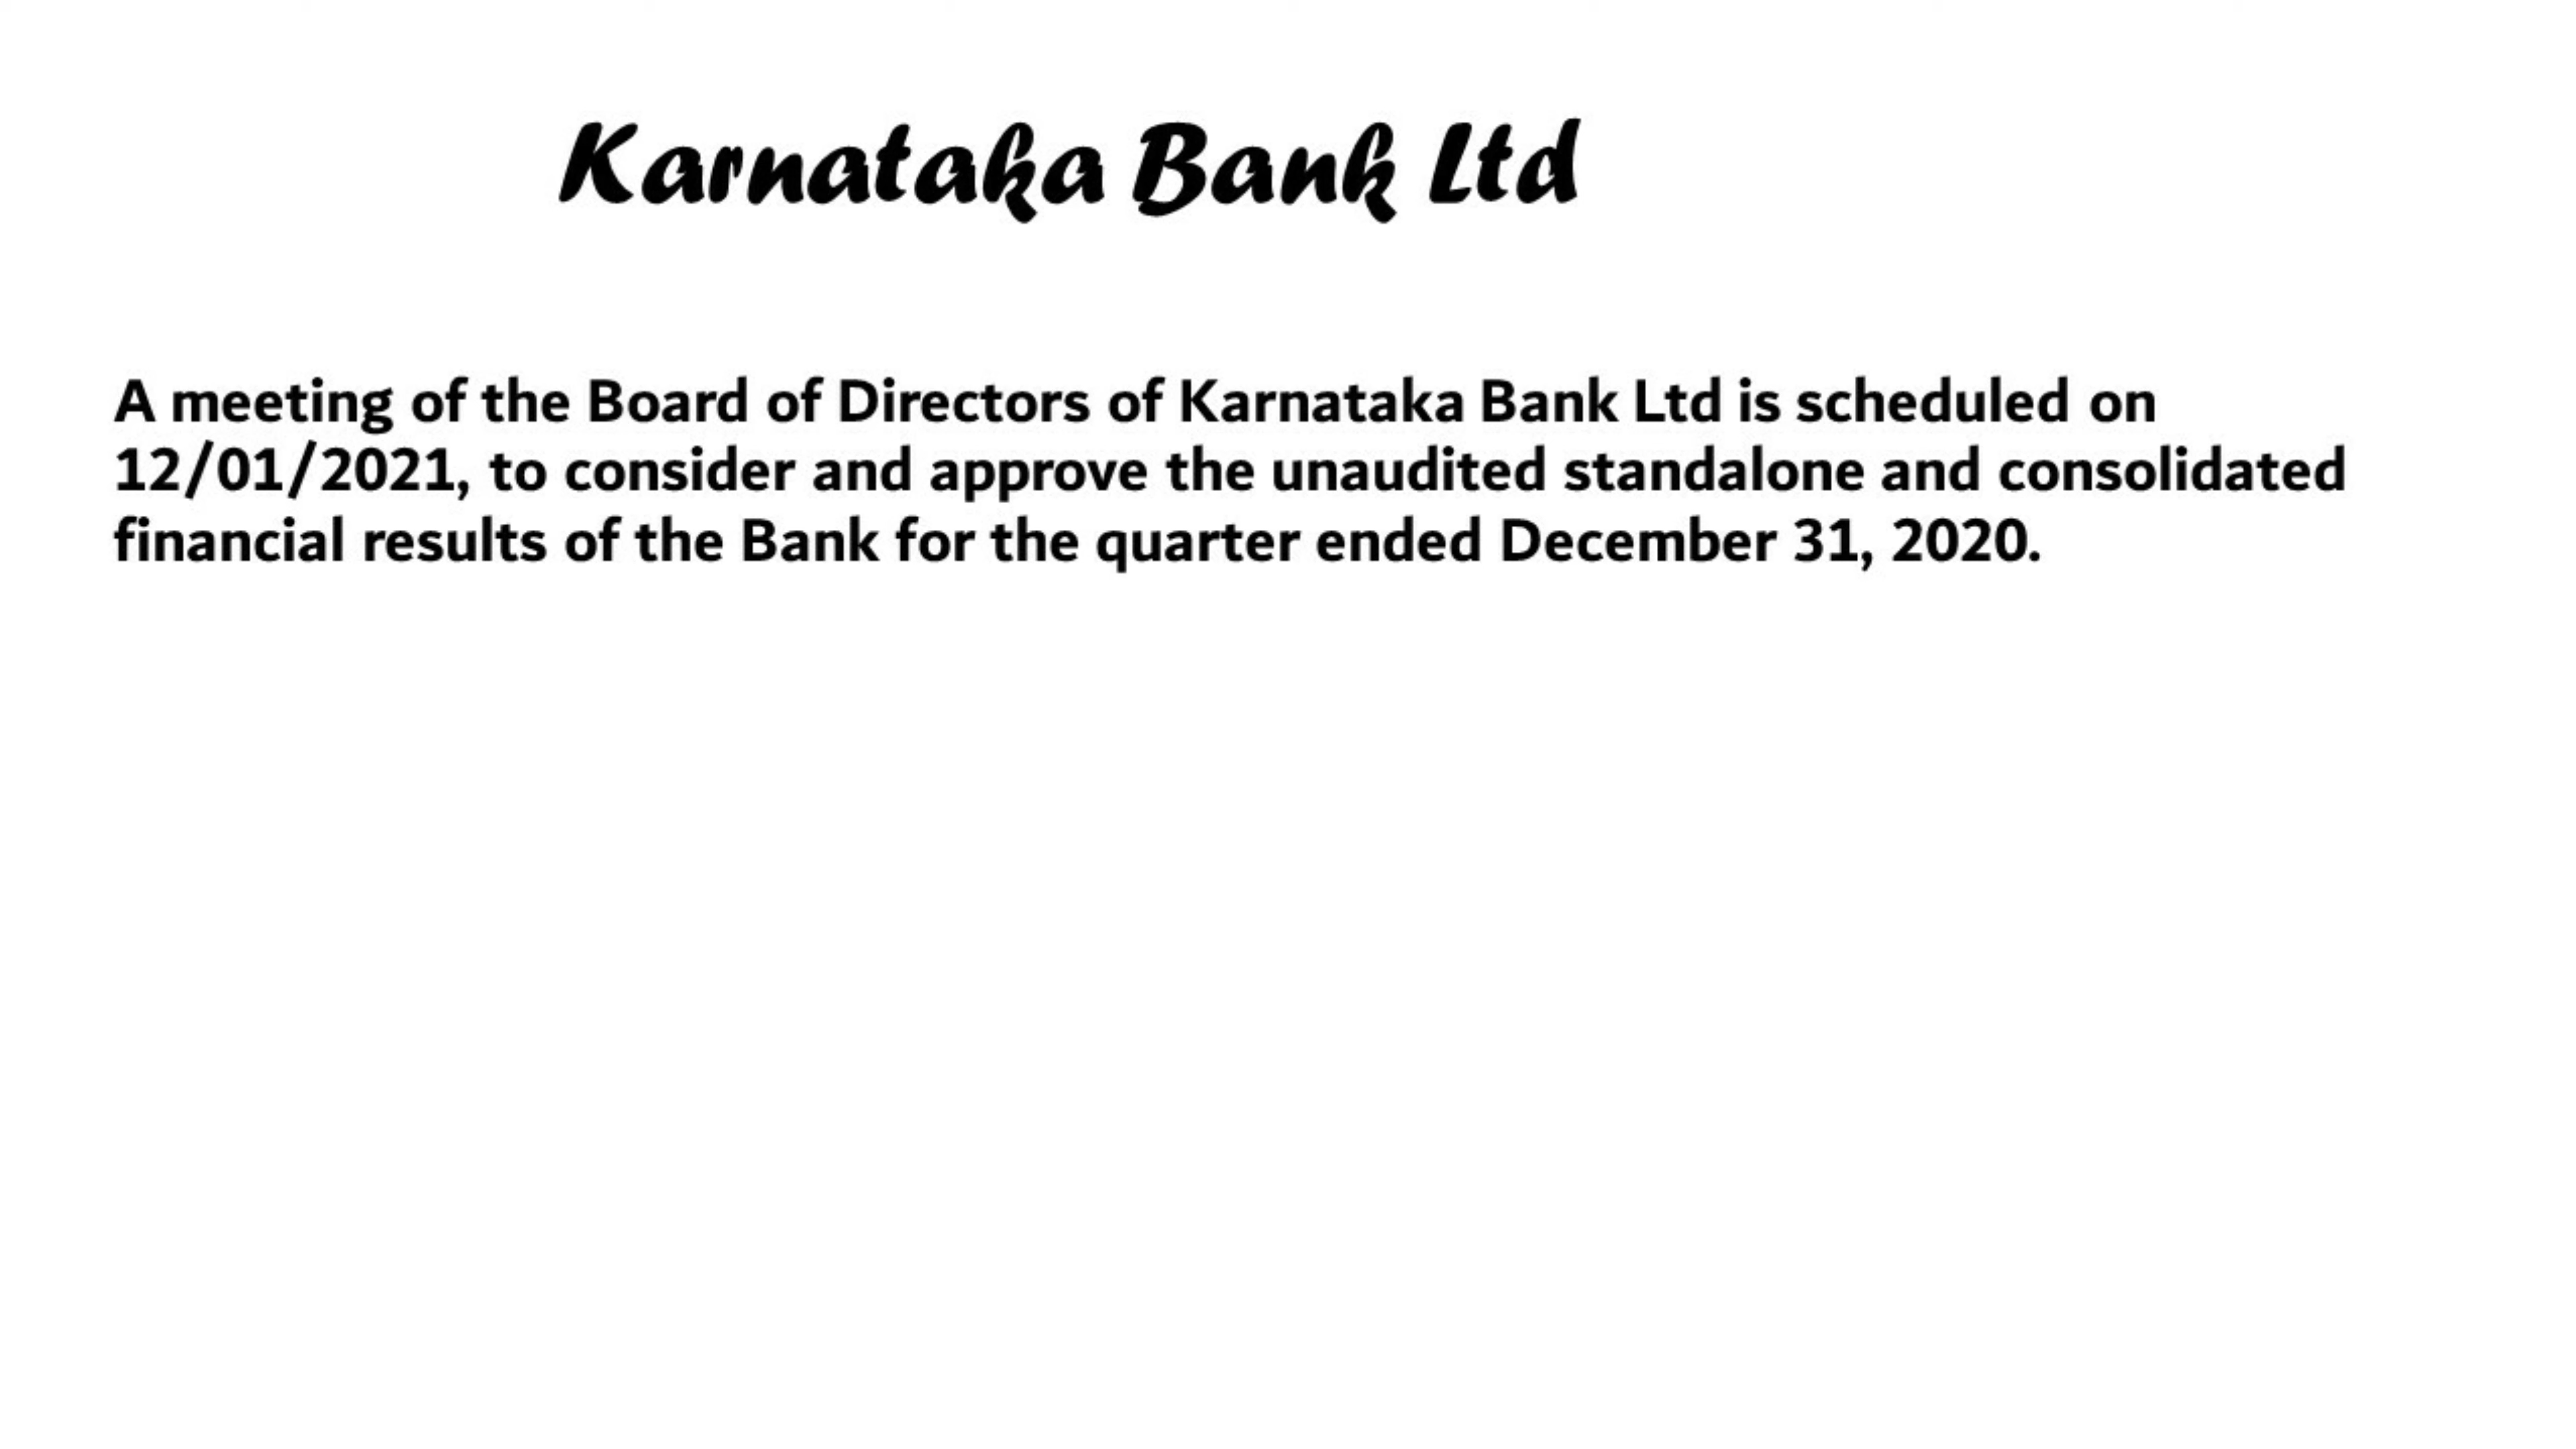 Karnataka Bank Ltd
A meeting of the Board of Directors of Karnataka Bank Ltd is scheduled on
12/01/2021, to consider and approve the unaudited standalone and consolidated
financial results of the Bank for the quarter ended December 31, 2020.